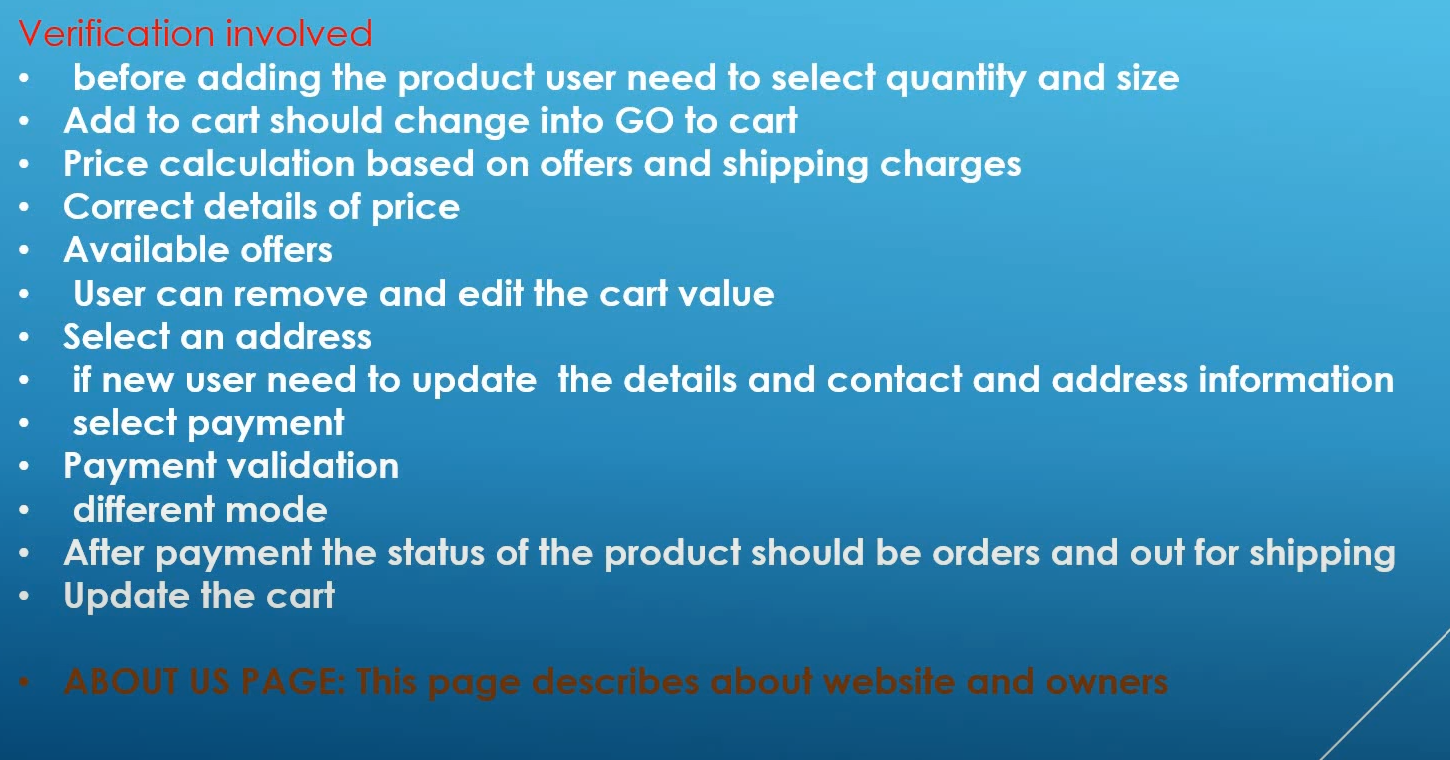 Verification involved
• before adding the product user need to select quantity and size
• Add to cart should change into GO to cart
• Price calculation based on offers and shipping charges
• Correct details of price
• Available offers
• User can remove and edit the cart value
• Select an address
• if new user need to update the details and contact and address information
• select payment
• Payment validation
• different mode
• After payment the status of the product should be orders and out for shipping
• Update the cart
• ABOUT US PAGE: This page describes about website and owners